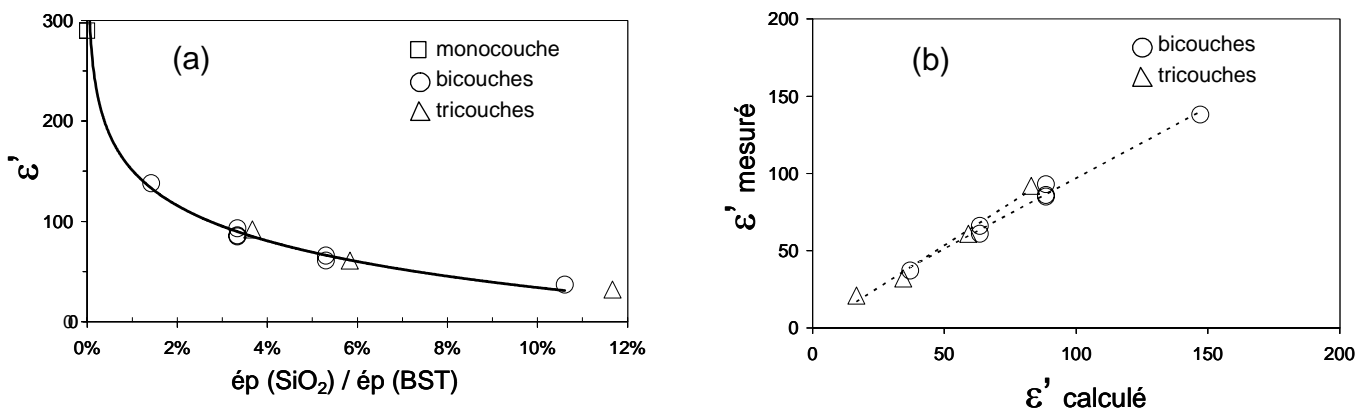 300
200
100
0
ε’
(a)
monocouche
bicouches
tricouches
0% 2% 4% 6% 8% 10% 12%
ép (SiO₂) / ép (BST)
200
150
100
50
0
ε’ mesuré
(b)
bicouches
tricouches
0 50 100 150 200
ε’ calculé